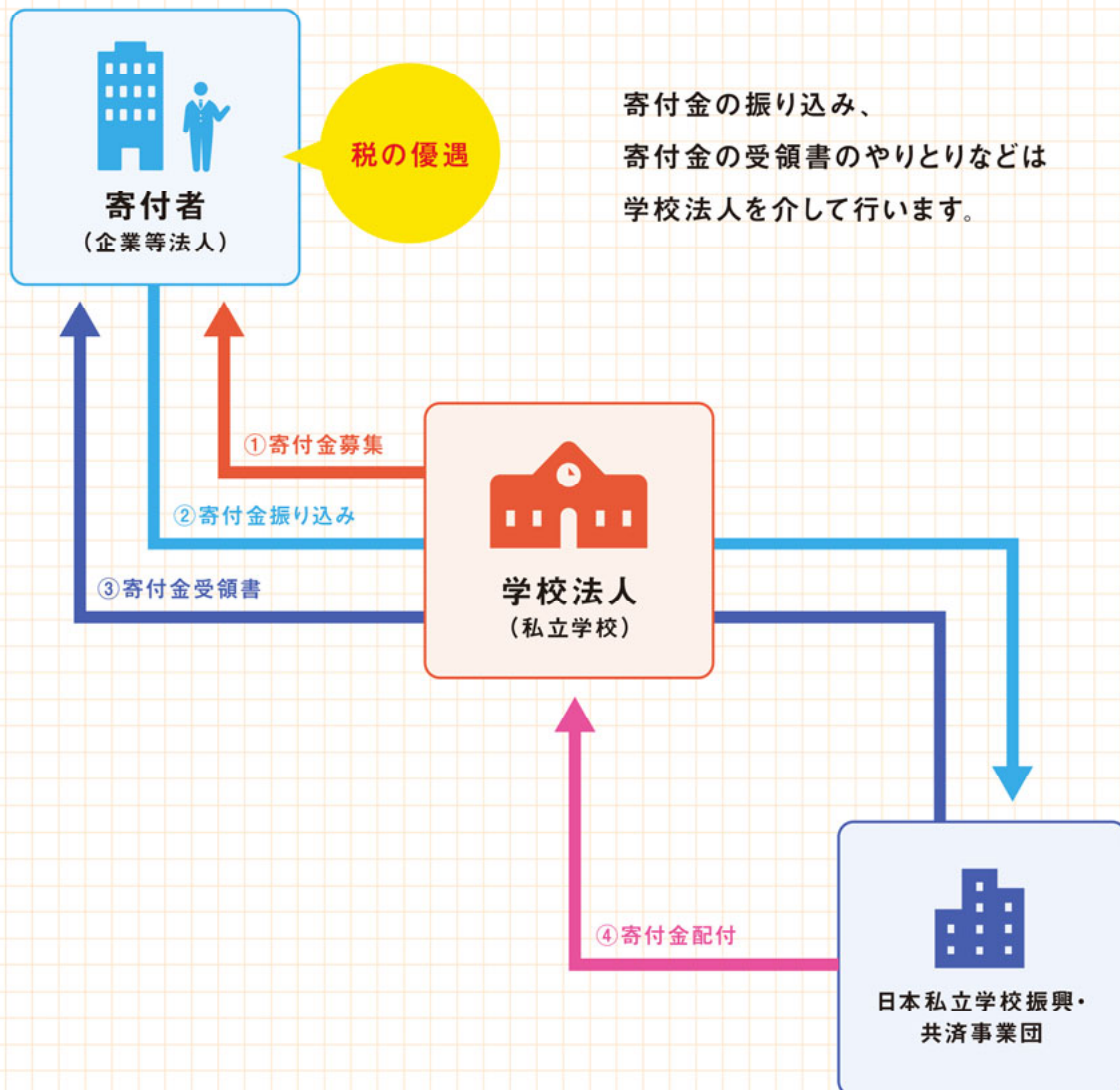 寄付者
(企業等法人)
税の優遇
寄付金の振り込み、
寄付金の受領書のやりとりなどは
学校法人を介して行います。
①寄付金募集
②寄付金振り込み
③寄付金受領書
学校法人
(私立学校)
④寄付金配付
日本私立学校振興・
共済事業団